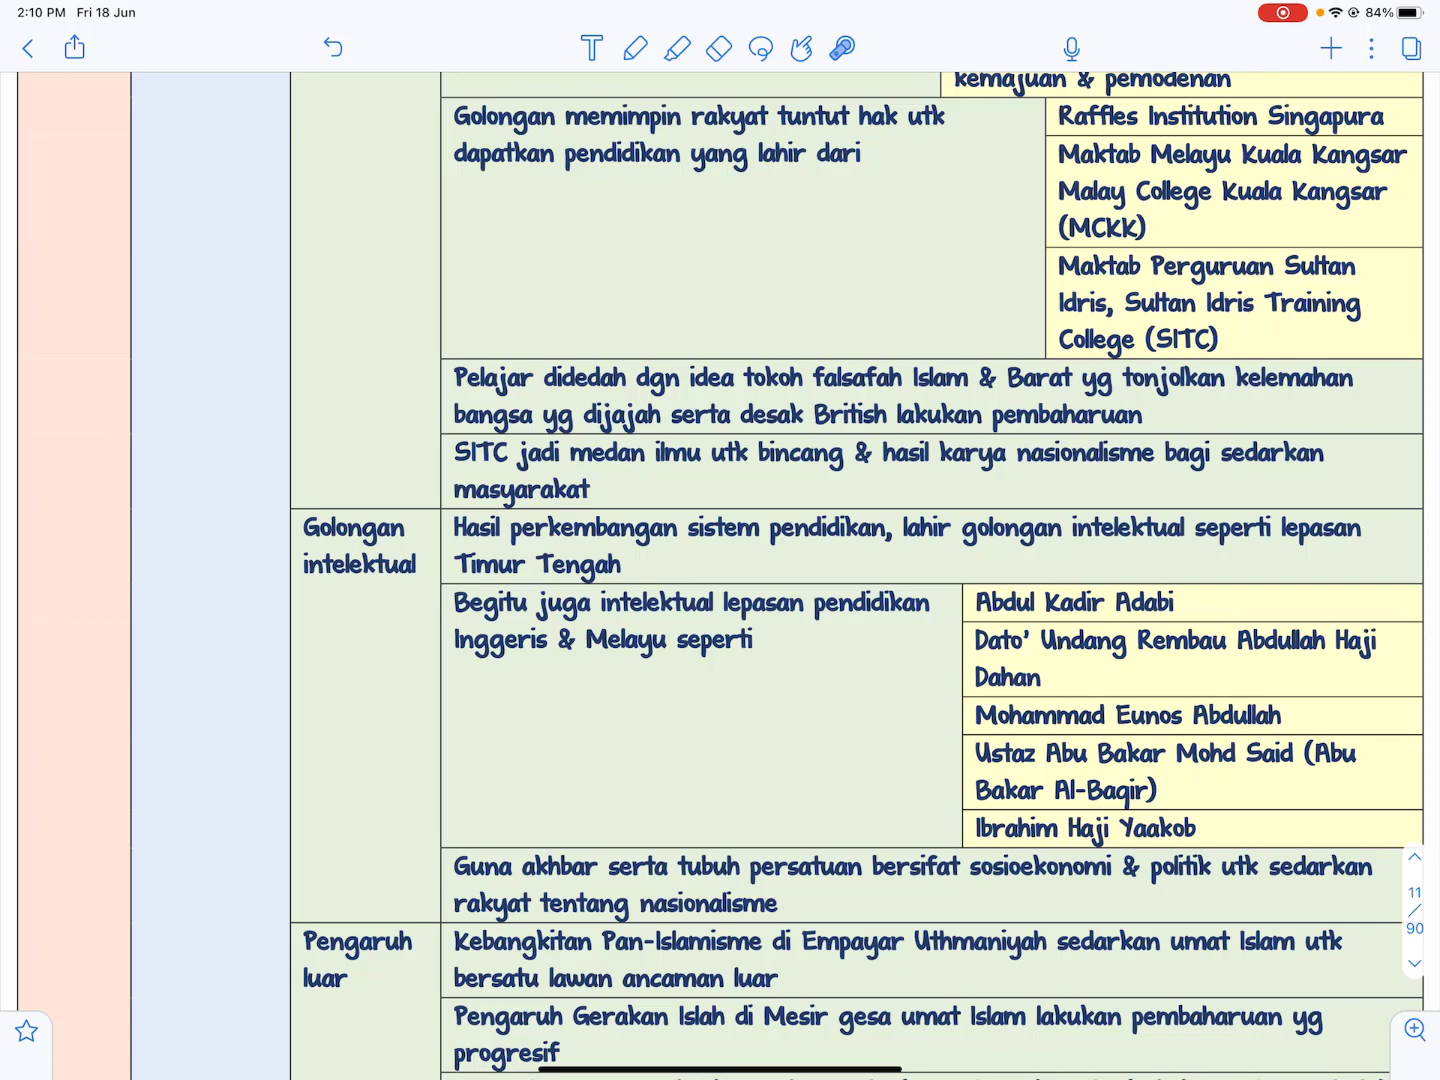 2:10 PM Fri 18 Jun
84%
kemajuan & pemodenan
Golongan memimpin rakyat tuntut hak utk
dapatkan pendidikan yang lahir dari
Raffles Institution Singapura
Maktab Melayu Kuala Kangsar
Malay College Kuala Kangsar
(MCKK)
Maktab Perguruan Sultan
Idris, Sultan Idris Training
College (SITC)
Pelajar didedah dgn idea tokoh falsafah Islam & Barat yg tonjolkan kelemahan
bangsa yg dijajah serta desak British lakukan pembaharuan
SITC jadi medan ilmu utk bincang & hasil karya nasionalisme bagi sedarkan
masyarakat
Golongan
intelektual
Hasil perkembangan sistem pendidikan, lahir golongan intelektual seperti lepasan
Timur Tengah
Begitu juga intelektual lepasan pendidikan
Inggeris & Melayu seperti
Abdul Kadir Adabi
Dato' Undang Rembau Abdullah Haji
Dahan
Mohammad Eunos Abdullah
Ustaz Abu Bakar Mohd Said (Abu
Bakar Al-Baqir)
Ibrahim Haji Yaakob
Guna akhbar serta tubuh persatuan bersifat sosioekonomi & politik utk sedarkan
rakyat tentang nasionalisme
Pengaruh
luar
Kebangkitan Pan-Islamisme di Empayar Uthmaniyah sedarkan umat Islam utk
bersatu lawan ancaman luar
Pengaruh Gerakan Islah di Mesir gesa umat Islam lakukan pembaharuan yg
progresif
11
/
90